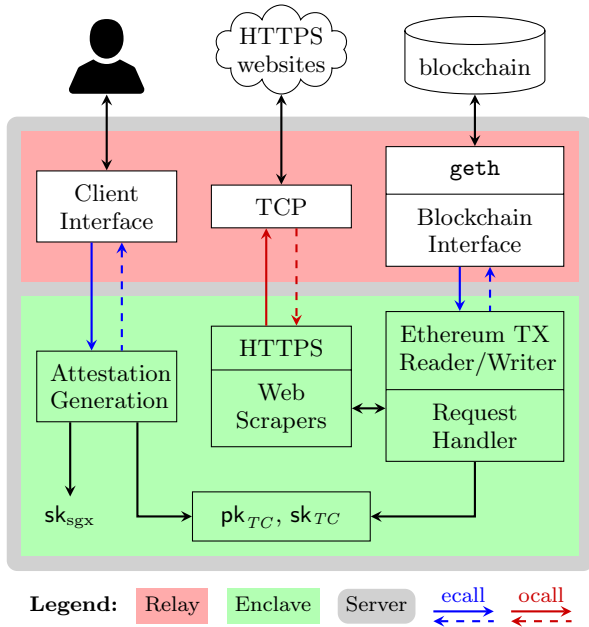 HTTPS
websites
blockchain
Client
Interface
TCP
geth
Blockchain
Interface
Attestation
Generation
HTTPS
Web
Scrapers
Ethereum TX
Reader/Writer
Request
Handler
sk_sgx
pk_TC, sk_TC
Legend: Relay Enclave Server ecall ocall